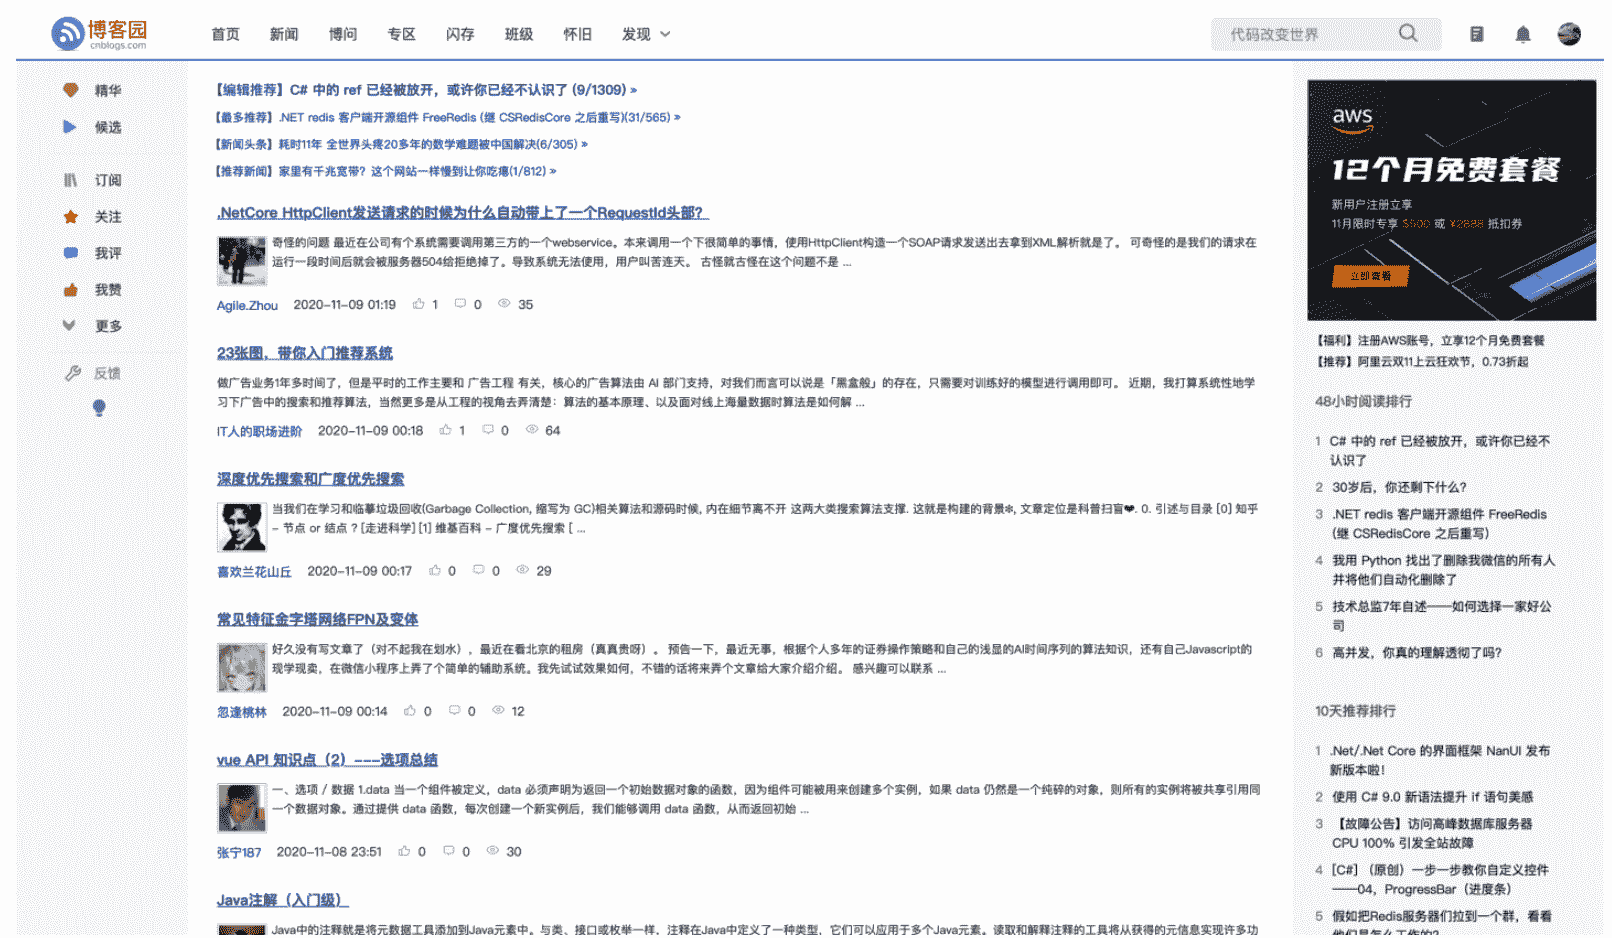 博客园
cnblogs.com
首页 新闻 博问 专区 闪存 班级 怀旧 发现
代码改变世界
精华
候选
订阅
关注
我评
我赞
更多
反馈
【编辑推荐】C# 中的 ref 已经被放开，或许你已经不认识了 (9/1309) »
【最多推荐】.NET redis 客户端开源组件 FreeRedis (继 CSRedisCore 之后重写)(31/565) »
【新闻头条】耗时11年 全世界头疼20多年的数学难题被中国解决(6/305) »
【推荐新闻】家里有千兆宽带？这个网站一样慢到让你吃瘪(1/812) »
.NetCore HttpClient发送请求的时候为什么自动带上了一个RequestId头部？
奇怪的问题 最近在公司有个系统需要调用第三方的一个webservice。本来调用一个下很简单的事情，使用HttpClient构造一个SOAP请求发送出去拿到XML解析就是了。 可奇怪的是我们的请求在
运行一段时间后就会被服务器504给拒绝掉了。导致系统无法使用，用户叫苦连天。 古怪就古怪在这个问题不是 ...
Agile.Zhou 2020-11-09 01:19 1 0 35
23张图，带你入门推荐系统
做广告业务1年多时间了，但是平时的工作主要和 广告工程 有关，核心的广告算法由 AI 部门支持，对我们而言可以说是「黑盒般」的存在，只需要对训练好的模型进行调用即可。 近期，我打算系统性地学
习下广告中的搜索和推荐算法，当然更多是从工程的视角去弄清楚：算法的基本原理、以及面对线上海量数据时算法是如何解 ...
IT人的职场进阶 2020-11-09 00:18 1 0 64
深度优先搜索和广度优先搜索
当我们在学习和临摹垃圾回收(Garbage Collection, 缩写为 GC)相关算法和源码时候, 内在细节离不开 这两大类搜索算法支撑. 这就是构建的背景❄, 文章定位是科普扫盲❤. 0. 引述与目录 [0] 知乎
- 节点 or 结点 ? [走进科学] [1] 维基百科 - 广度优先搜索 [ ...
喜欢兰花山丘 2020-11-09 00:17 0 0 29
常见特征金字塔网络FPN及变体
好久没有写文章了（对不起我在划水），最近在看北京的租房（真真贵呀）。 预告一下，最近无事，根据个人多年的证券操作策略和自己的浅显的AI时间序列的算法知识，还有自己Javascript的
现学现卖，在微信小程序上弄了个简单的辅助系统。我先试试效果如何，不错的话将来弄个文章给大家介绍介绍。 感兴趣可以联系 ...
忽逢桃林 2020-11-09 00:14 0 0 12
vue API 知识点（2）---选项总结
一、选项 / 数据 1.data 当一个组件被定义，data 必须声明为返回一个初始数据对象的函数，因为组件可能被用来创建多个实例，如果 data 仍然是一个纯碎的对象，则所有的实例将被共享引用同
一个数据对象。通过提供 data 函数，每次创建一个新实例后，我们能够调用 data 函数，从而返回初始 ...
张宁187 2020-11-08 23:51 0 0 30
Java注解（入门级）
Java中的注释就是将元数据工具添加到Java元素中。与类、接口或枚举一样，注释在Java中定义了一种类型，它们可以应用于多个Java元素。读取和解释注释的工具将从获得的元信息实现许多功
aws
12个月免费套餐
新用户注册立享
11月限时专享 $500 或 ¥2888 抵扣券
立即查看
【福利】注册AWS账号，立享12个月免费套餐
【推荐】阿里云双11上云狂欢节，0.73折起
48小时阅读排行
1 C# 中的 ref 已经被放开，或许你已经不
认识了
2 30岁后，你还剩下什么?
3 .NET redis 客户端开源组件 FreeRedis
(继 CSRedisCore 之后重写)
4 我用 Python 找出了删除我微信的所有人
并将他们自动化删除了
5 技术总监7年自述——如何选择一家好公
司
6 高并发，你真的理解透彻了吗?
10天推荐排行
1 .Net/.Net Core 的界面框架 NanUI 发布
新版本啦!
2 使用 C# 9.0 新语法提升 if 语句美感
3 【故障公告】访问高峰数据库服务器
CPU 100% 引发全站故障
4 [C#] （原创）一步一步教你自定义控件
——04，ProgressBar（进度条）
5 假如把Redis服务器们拉到一个群，看看
他们是怎么工作的?